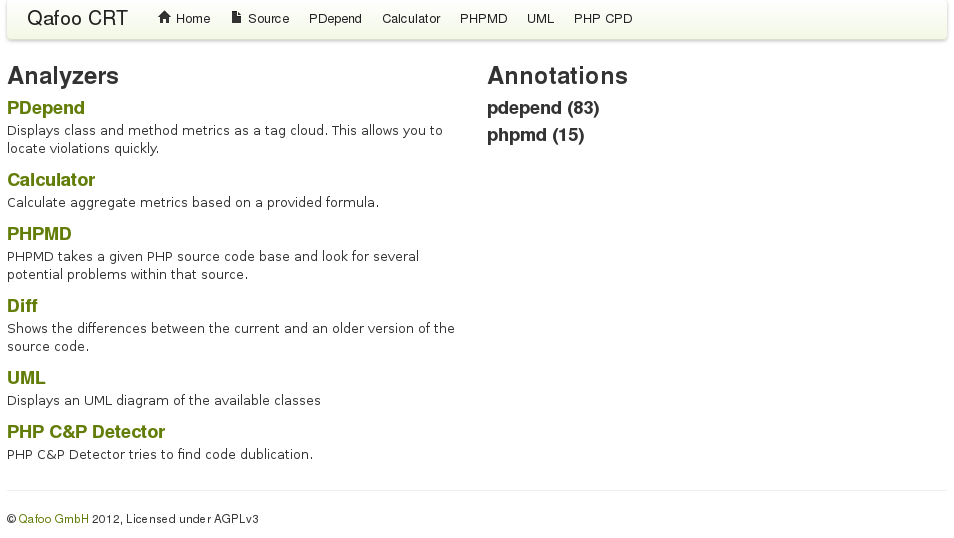 Qafoo CRT Home Source PDepend Calculator PHPMD UML PHP CPD
Analyzers
PDepend
Displays class and method metrics as a tag cloud. This allows you to
locate violations quickly.
Calculator
Calculate aggregate metrics based on a provided formula.
PHPMD
PHPMD takes a given PHP source code base and look for several
potential problems within that source.
Diff
Shows the differences between the current and an older version of the
source code.
UML
Displays an UML diagram of the available classes
PHP C&P Detector
PHP C&P Detector tries to find code dublication.
Annotations
pdepend (83)
phpmd (15)
© Qafoo GmbH 2012, Licensed under AGPLv3